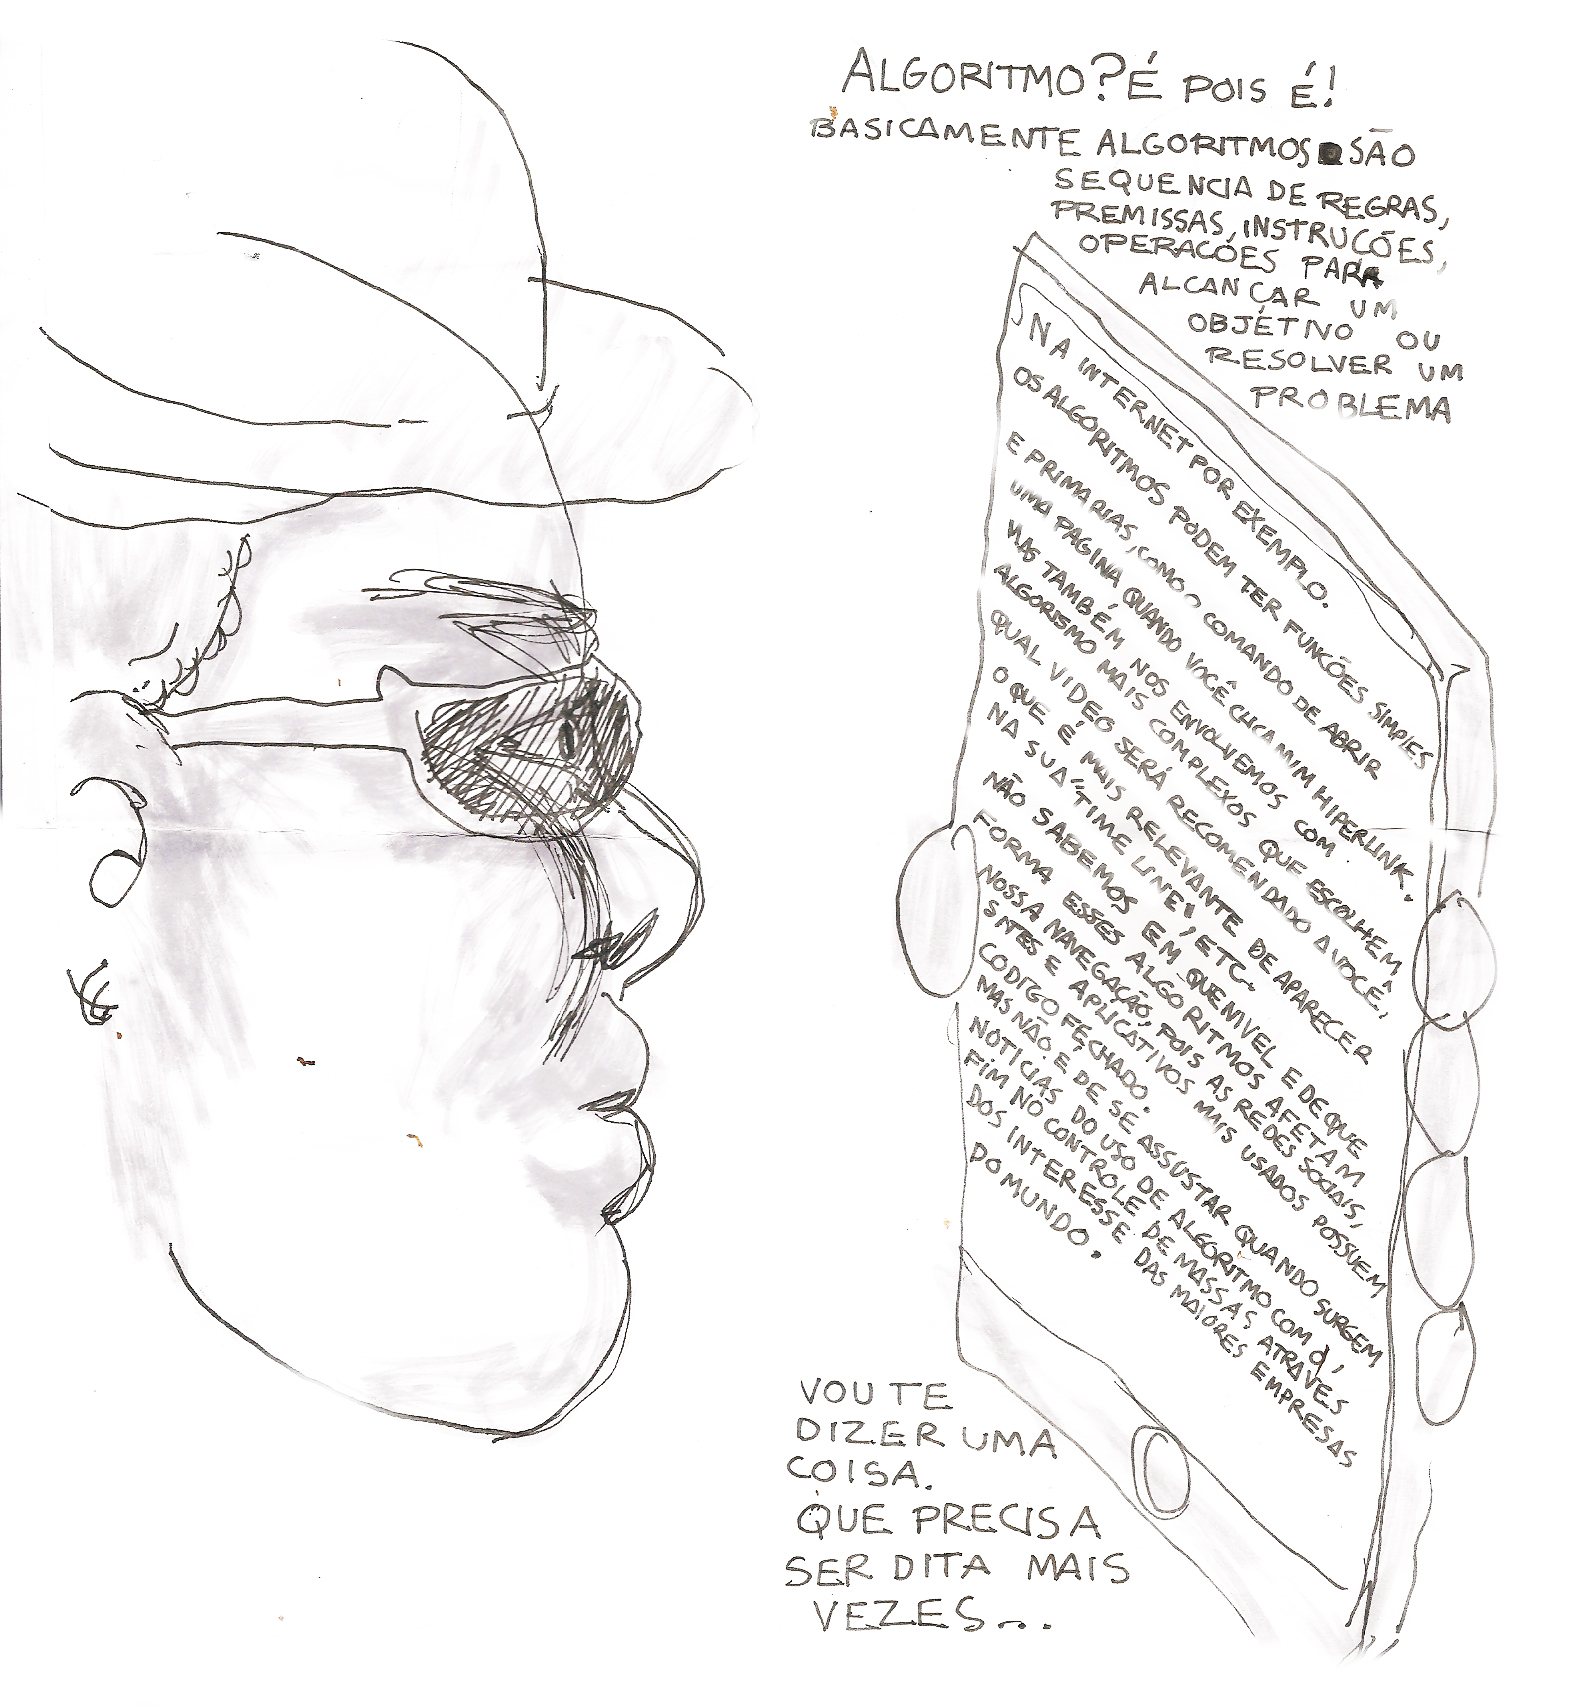 ALGORITMO? É POIS É!
BASICAMENTE ALGORITMOS SÃO
SEQUENCIA DE REGRAS,
PREMISSAS, INSTRUÇÕES,
OPERAÇÕES PARA
ALCANÇAR UM
OBJÉTIVO OU
RESOLVER UM
PROBLEMA
NA INTERNET POR EXEMPLO.
OS ALGORITMOS PODEM TER FUNCÕES SIMPLES
E PRIMARIAS, COMO O COMANDO DE ABRIR
UMA PAGINA QUANDO VOCÊ CLICA NUM HIPERLINK.
MAS TAMBÉM NOS ENVOLVEMOS COM
ALGORISMO MAIS COMPLEXOS QUE ESCOLHEM
QUAL VIDEO SERÁ RECOMENDADO A VOCÊ,
O QUE É MAIS RELEVANTE DE APARECER
NA SUA "TIME LINE", ETC.
NÃO SABEMOS EM QUE NIVEL E DE QUE
FORMA ESSES ALGORITMOS AFETAM
NOSSA NAVEGAÇÃO, POIS AS REDES SOCIAIS,
SITES E APLICATIVOS MAIS USADOS POSSUEM
CODIGO FECHADO.
MAS NÃO É DE SE ASSUSTAR QUANDO SURGEM
NOTICIAS DO USO DE ALGORITMO COM O,
FIM NO CONTROLE DE MASSAS ATRAVES
DOS INTERESSE DAS MAIORES EMPRESAS
DO MUNDO.
VOU TE
DIZER UMA
COISA.
QUE PRECISA
SER DITA MAIS
VEZES...